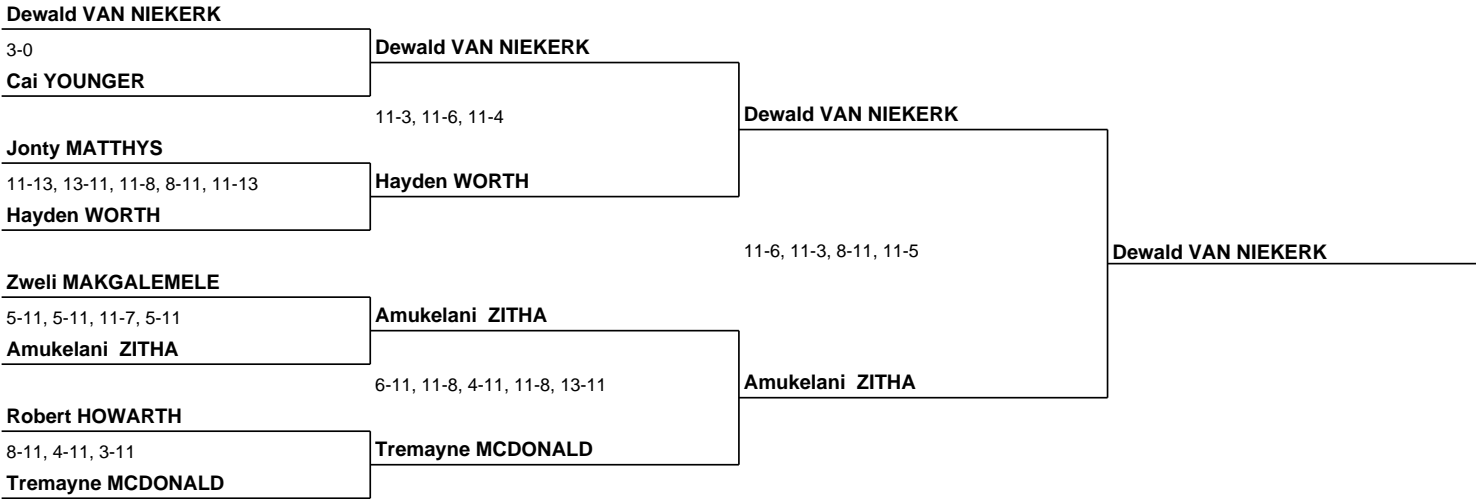 Dewald VAN NIEKERK
3-0
Cai YOUNGER
Dewald VAN NIEKERK
11-3, 11-6, 11-4
Jonty MATTHYS
11-13, 13-11, 11-8, 8-11, 11-13
Hayden WORTH
Hayden WORTH
Dewald VAN NIEKERK
11-6, 11-3, 8-11, 11-5
Dewald VAN NIEKERK
Zweli MAKGALEMELE
5-11, 5-11, 11-7, 5-11
Amukelani  ZITHA
Amukelani  ZITHA
6-11, 11-8, 4-11, 11-8, 13-11
Amukelani  ZITHA
Robert HOWARTH
8-11, 4-11, 3-11
Tremayne MCDONALD
Tremayne MCDONALD